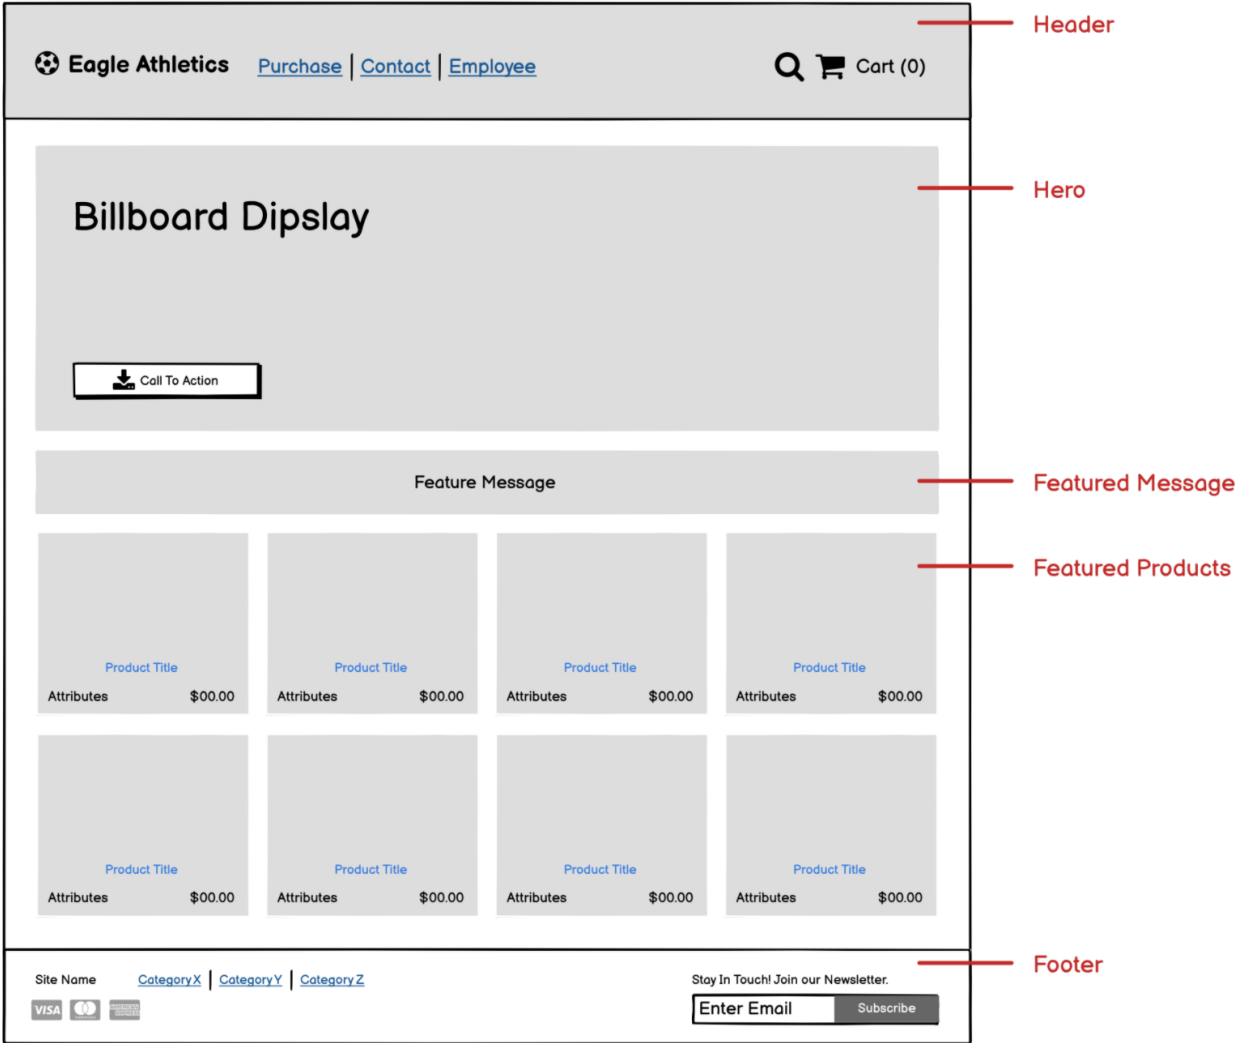 Header
Eagle Athletics Purchase Contact Employee Cart (0)
Billboard Dipslay
Hero
Call To Action
Feature Message
Featured Message
Featured Products
Product Title Product Title Product Title Product Title
Attributes $00.00 Attributes $00.00 Attributes $00.00 Attributes $00.00
Product Title Product Title Product Title Product Title
Attributes $00.00 Attributes $00.00 Attributes $00.00 Attributes $00.00
Footer
Site Name Category X Category Y Category Z
Stay In Touch! Join our Newsletter.
VISA
Enter Email Subscribe